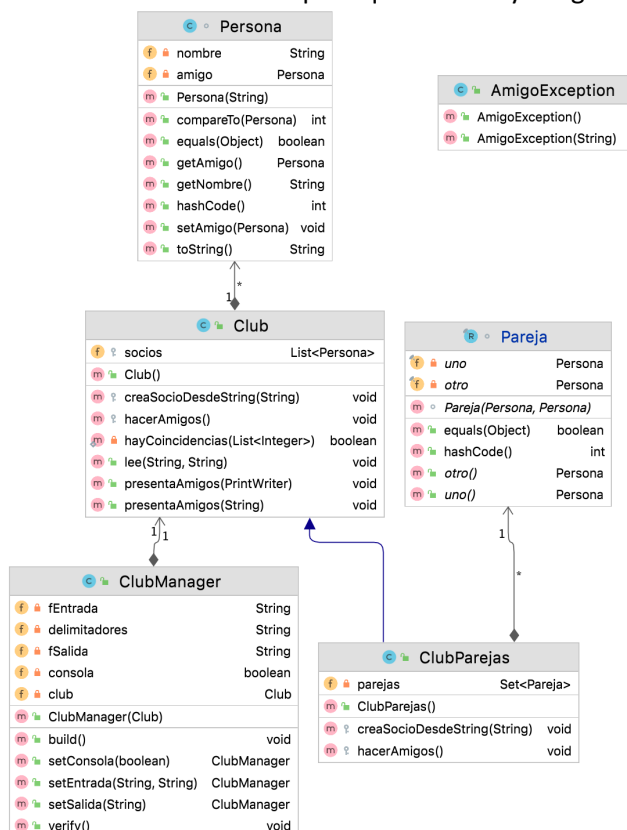 C Persona
f nombre String
f amigo Persona
m Persona(String)
m compareTo(Persona) int
m equals(Object) boolean
m getAmigo() Persona
m getNombre() String
m hashCode() int
m setAmigo(Persona) void
m toString() String
C AmigoException
m AmigoException()
m AmigoException(String)
*
1
C Club
f socios List<Persona>
m Club()
m creaSocioDesdeString(String) void
m hacerAmigos() void
m hayCoincidencias(List<Integer>) boolean
m lee(String, String) void
m presentaAmigos(PrintWriter) void
m presentaAmigos(String) void
R Pareja
f uno Persona
f otro Persona
m Pareja(Persona, Persona)
m equals(Object) boolean
m hashCode() int
m otro() Persona
m uno() Persona
1
1
1
*
C ClubManager
f fEntrada String
f delimitadores String
f fSalida String
f consola boolean
f club Club
m ClubManager(Club)
m build() void
m setConsola(boolean) ClubManager
m setEntrada(String, String) ClubManager
m setSalida(String) ClubManager
m verify() void
C ClubParejas
f parejas Set<Pareja>
m ClubParejas()
m creaSocioDesdeString(String) void
m hacerAmigos() void